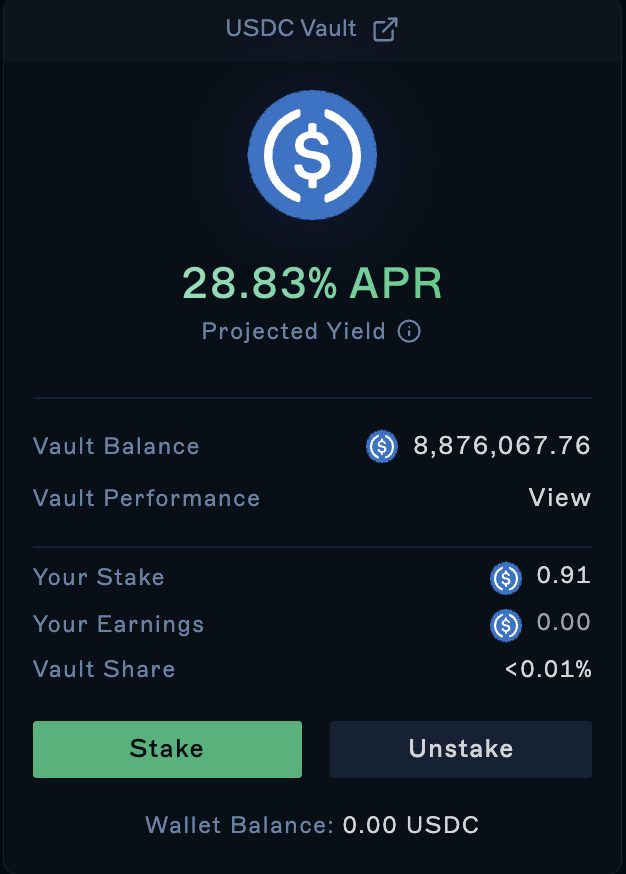 USDC Vault
28.83% APR
Projected Yield
Vault Balance 8,876,067.76
Vault Performance View
Your Stake 0.91
Your Earnings 0.00
Vault Share <0.01%
Stake Unstake
Wallet Balance: 0.00 USDC